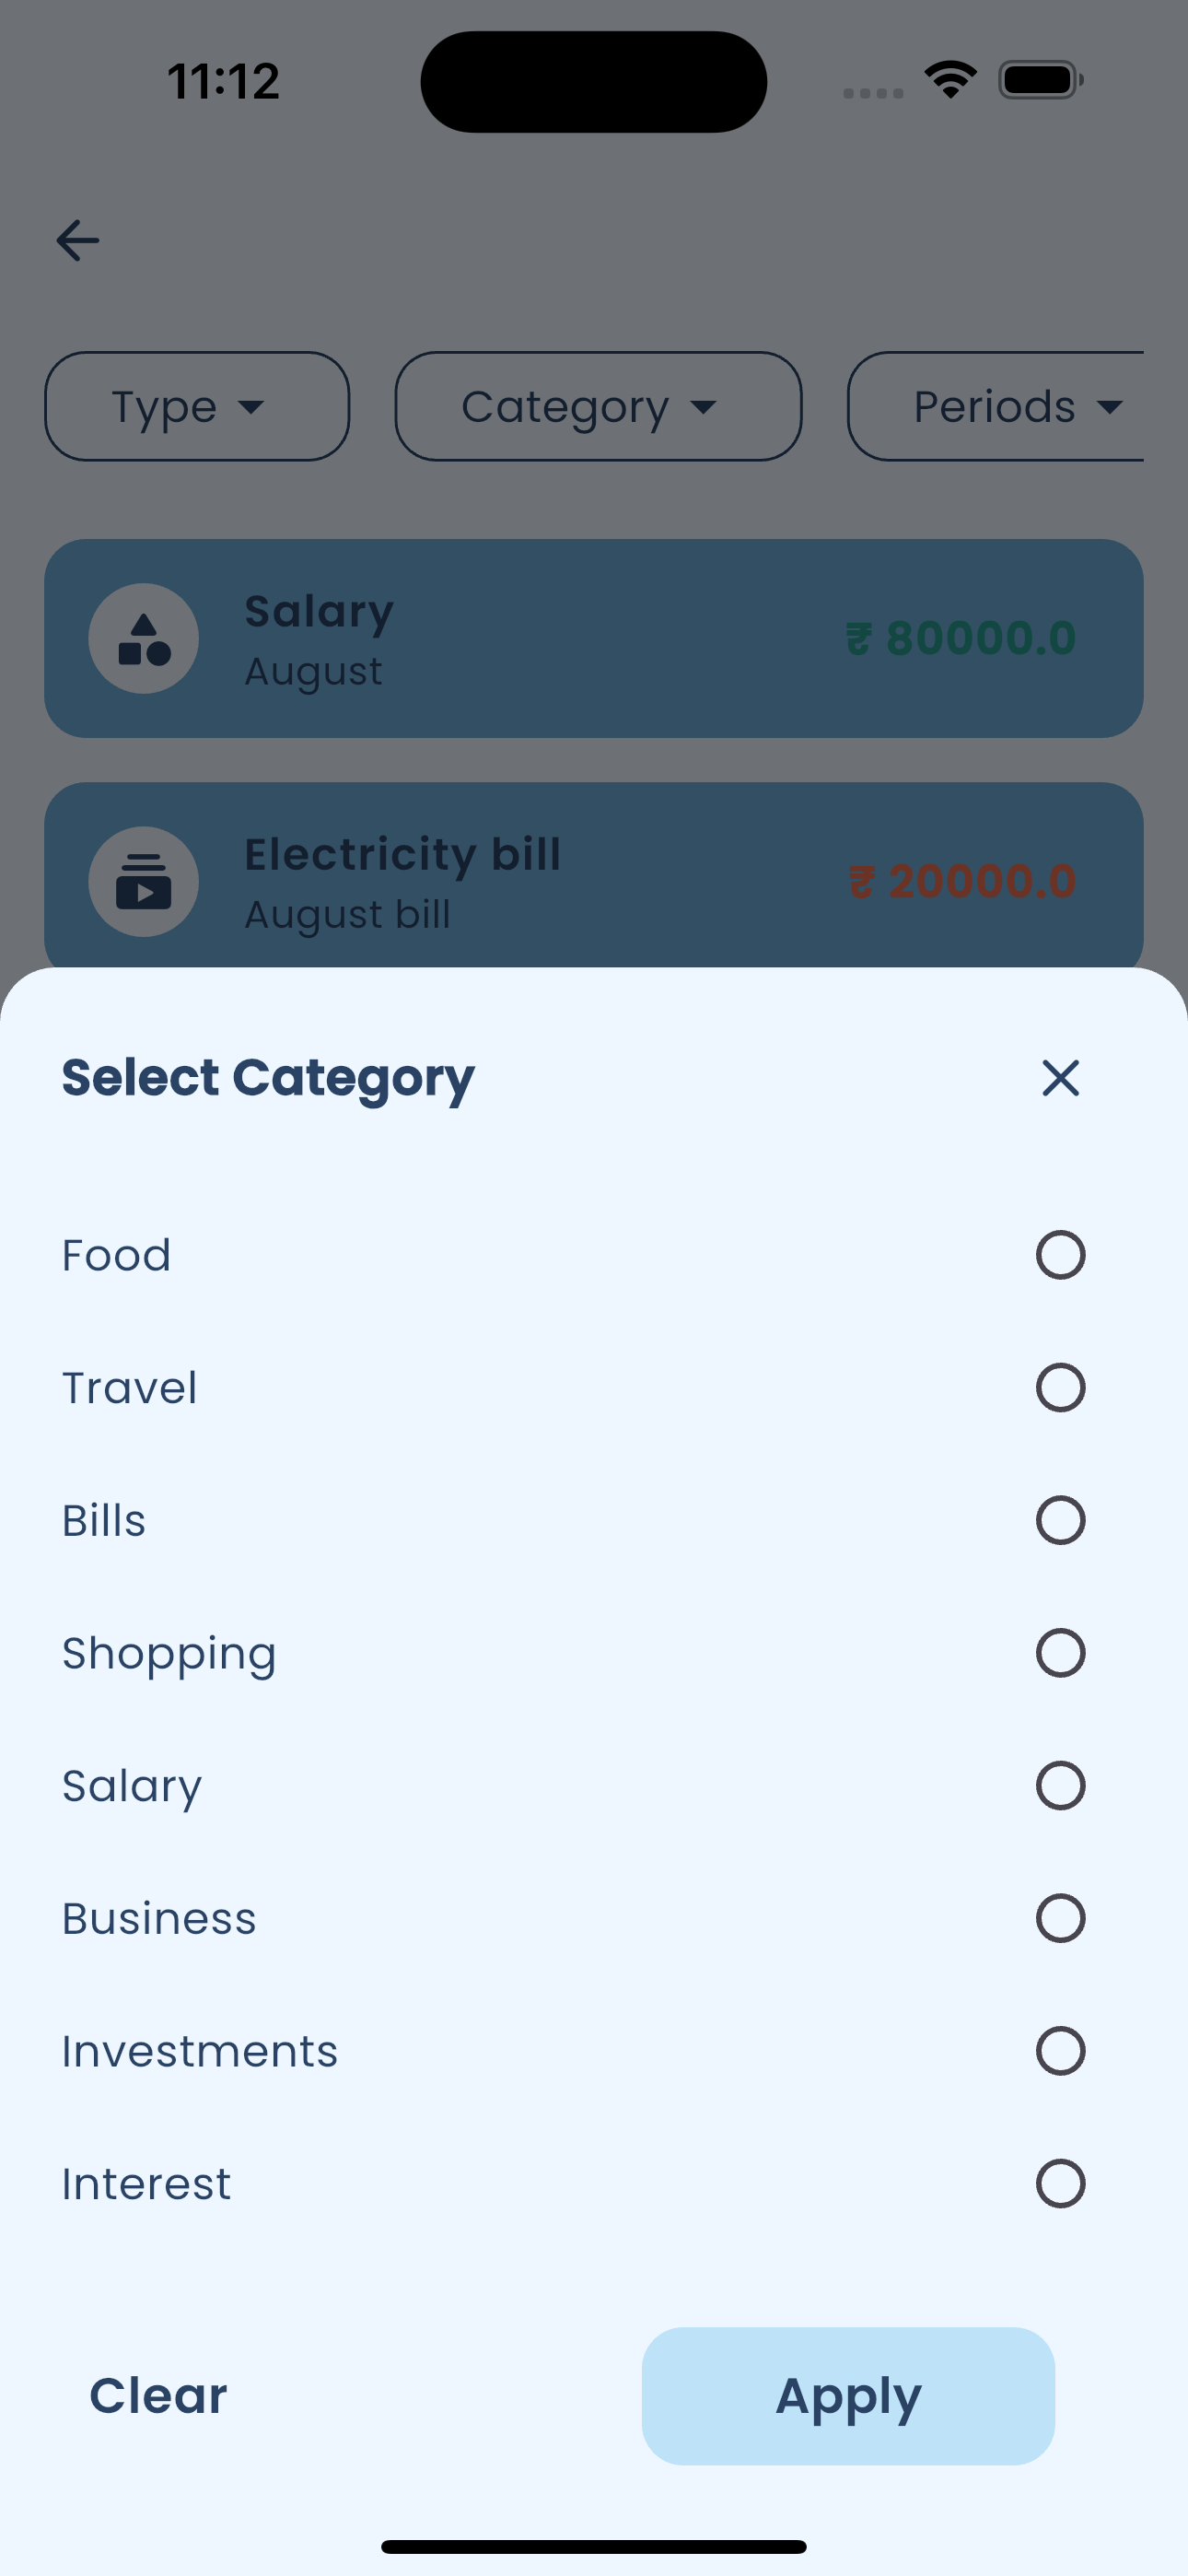 11:12
Type
Category
Periods
Salary
August
₹ 80000.0
Electricity bill
August bill
₹ 20000.0
Select Category
Food
Travel
Bills
Shopping
Salary
Business
Investments
Interest
Clear
Apply